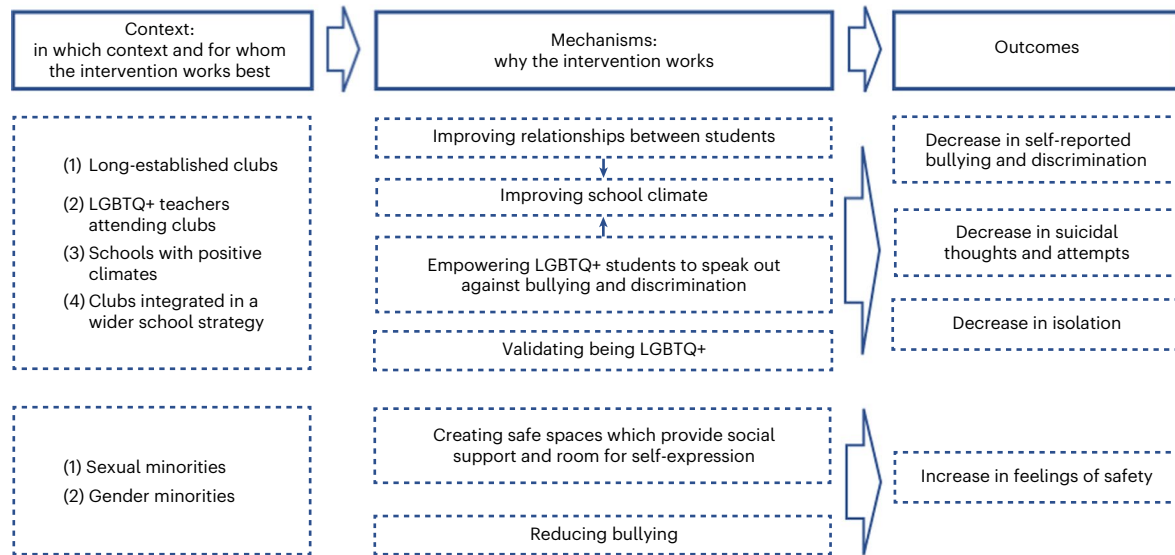 Context:
in which context and for whom
the intervention works best
Mechanisms:
why the intervention works
Outcomes
(1) Long-established clubs
(2) LGBTQ+ teachers
attending clubs
(3) Schools with positive
climates
(4) Clubs integrated in a
wider school strategy
Improving relationships between students
Improving school climate
Empowering LGBTQ+ students to speak out
against bullying and discrimination
Validating being LGBTQ+
Decrease in self-reported
bullying and discrimination
Decrease in suicidal
thoughts and attempts
Decrease in isolation
(1) Sexual minorities
(2) Gender minorities
Creating safe spaces which provide social
support and room for self-expression
Reducing bullying
Increase in feelings of safety